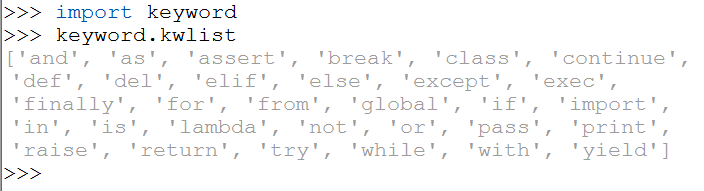 >>> import keyword
>>> keyword.kwlist
['and', 'as', 'assert', 'break', 'class', 'continue',
'def', 'del', 'elif', 'else', 'except', 'exec',
'finally', 'for', 'from', 'global', 'if', 'import',
'in', 'is', 'lambda', 'not', 'or', 'pass', 'print',
'raise', 'return', 'try', 'while', 'with', 'yield']
>>>